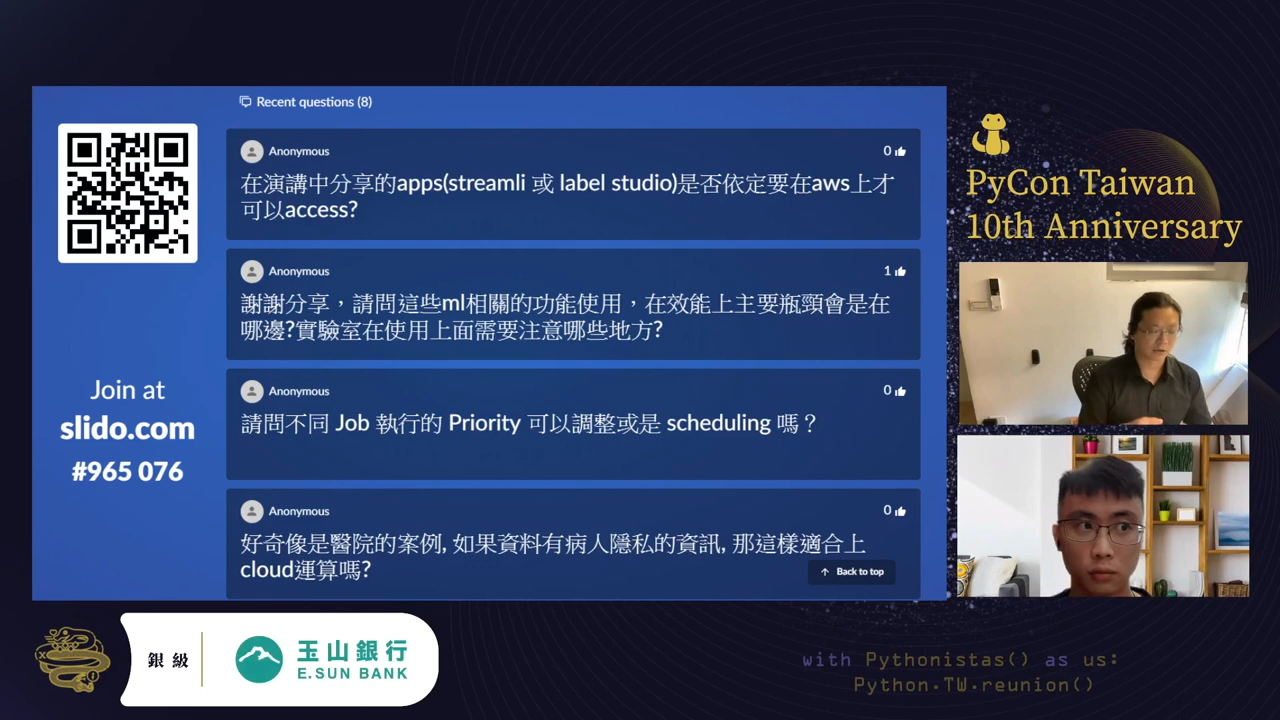 Recent questions (8)
Anonymous
0
在演講中分享的apps(streamli 或 label studio)是否依定要在aws上才
可以access?
Anonymous
1
謝謝分享，請問這些ml相關的功能使用，在效能上主要瓶頸會是在
哪邊?實驗室在使用上面需要注意哪些地方?
Anonymous
0
請問不同 Job 執行的 Priority 可以調整或是 scheduling 嗎？
Anonymous
0
好奇像是醫院的案例, 如果資料有病人隱私的資訊, 那這樣適合上
cloud運算嗎?
Back to top
Join at
slido.com
#965 076
PyCon Taiwan
10th Anniversary
銀級
玉山銀行
E.SUN BANK
with Pythonistas() as us:
Python.TW.reunion()